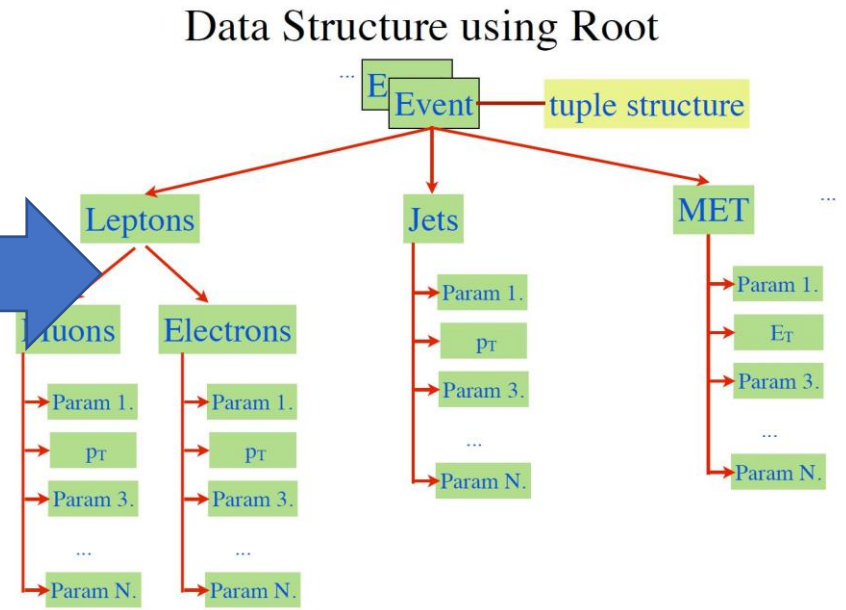 Data Structure using Root
...
E
Event
tuple structure
Leptons
Jets
MET
...
Electrons
Param 1.
pT
Param 3.
...
Param N.
Param 1.
pT
Param 3.
...
Param N.
Param 1.
pT
Param 3.
...
Param N.
Param 1.
ET
Param 3.
...
Param N.